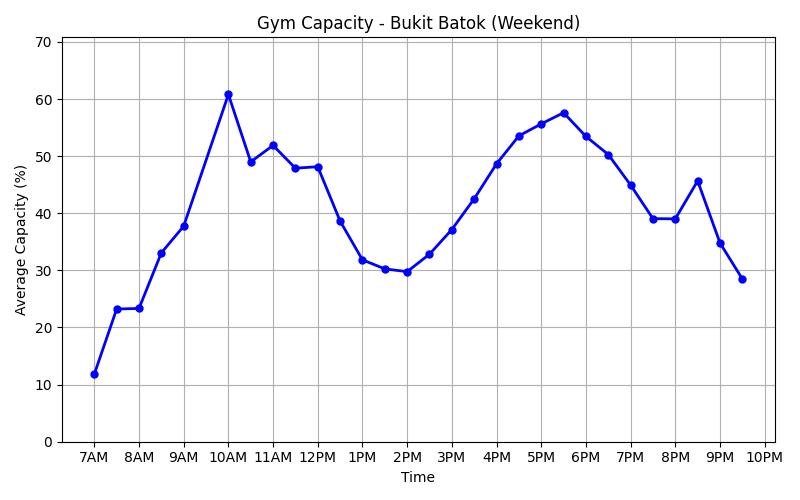 Gym Capacity - Bukit Batok (Weekend)
Average Capacity (%)
70
60
50
40
30
20
10
0
7AM 8AM 9AM 10AM 11AM 12PM 1PM 2PM 3PM 4PM 5PM 6PM 7PM 8PM 9PM 10PM
Time